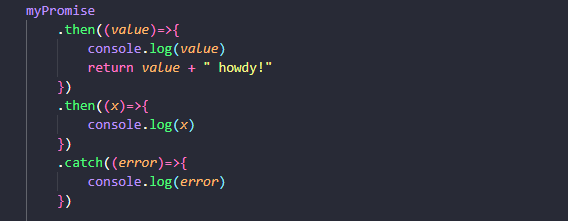 myPromise
    .then((value)=>{
        console.log(value)
        return value + " howdy!"
    })
    .then((x)=>{
        console.log(x)
    })
    .catch((error)=>{
        console.log(error)
    })